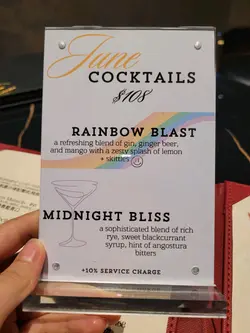 COCKTAILS
$108
RAINBOW BLAST
a refreshing blend of gin, ginger beer,
and mango with a zesty splash of lemon
+ skittles
MIDNIGHT BLISS
a sophisticated blend of rich
rye, sweet blackcurrant
syrup, hint of angostura
bitters
+10% SERVICE CHARGE